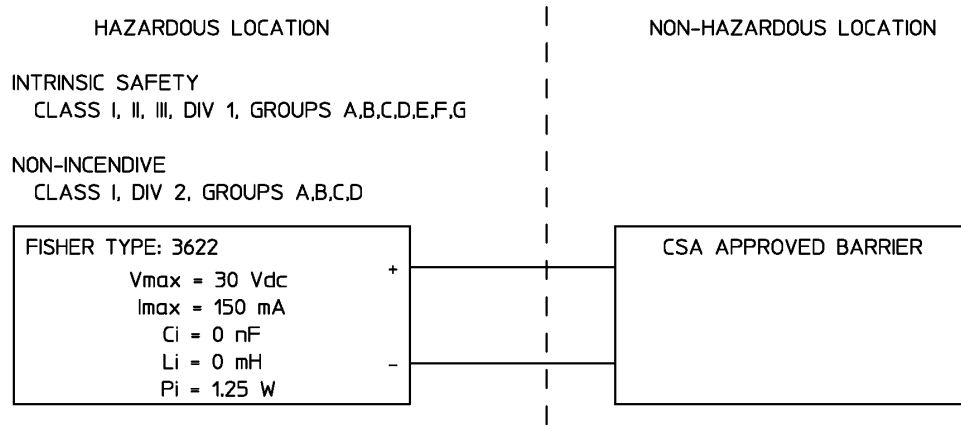 HAZARDOUS LOCATION
NON-HAZARDOUS LOCATION
INTRINSIC SAFETY
CLASS I, II, III, DIV 1, GROUPS A,B,C,D,E,F,G
NON-INCENDIVE
CLASS I, DIV 2, GROUPS A,B,C,D
FISHER TYPE: 3622
Vmax = 30 Vdc
Imax = 150 mA
Ci = 0 nF
Li = 0 mH
Pi = 1.25 W
+
-
CSA APPROVED BARRIER